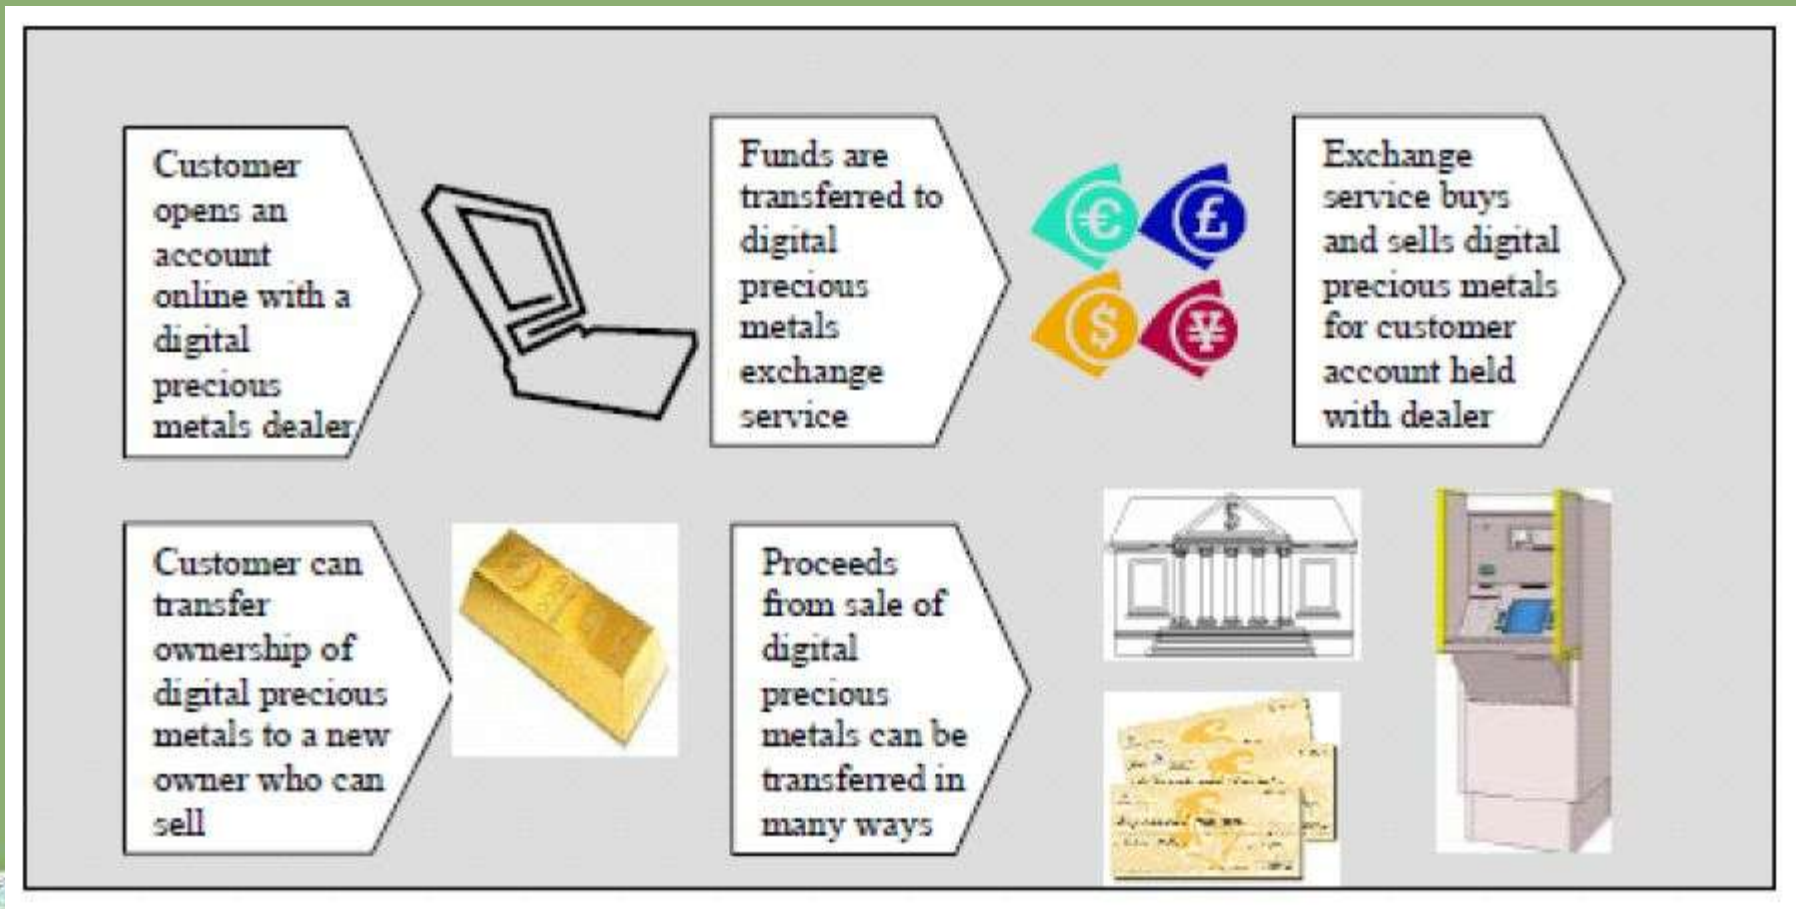 Customer
opens an
account
online with a
digital
precious
metals dealer
Funds are
transferred to
digital
precious
metals
exchange
service
€
£
$
¥
Exchange
service buys
and sells digital
precious metals
for customer
account held
with dealer
Customer can
transfer
ownership of
digital precious
metals to a new
owner who can
sell
Proceeds
from sale of
digital
precious
metals can be
transferred in
many ways
$